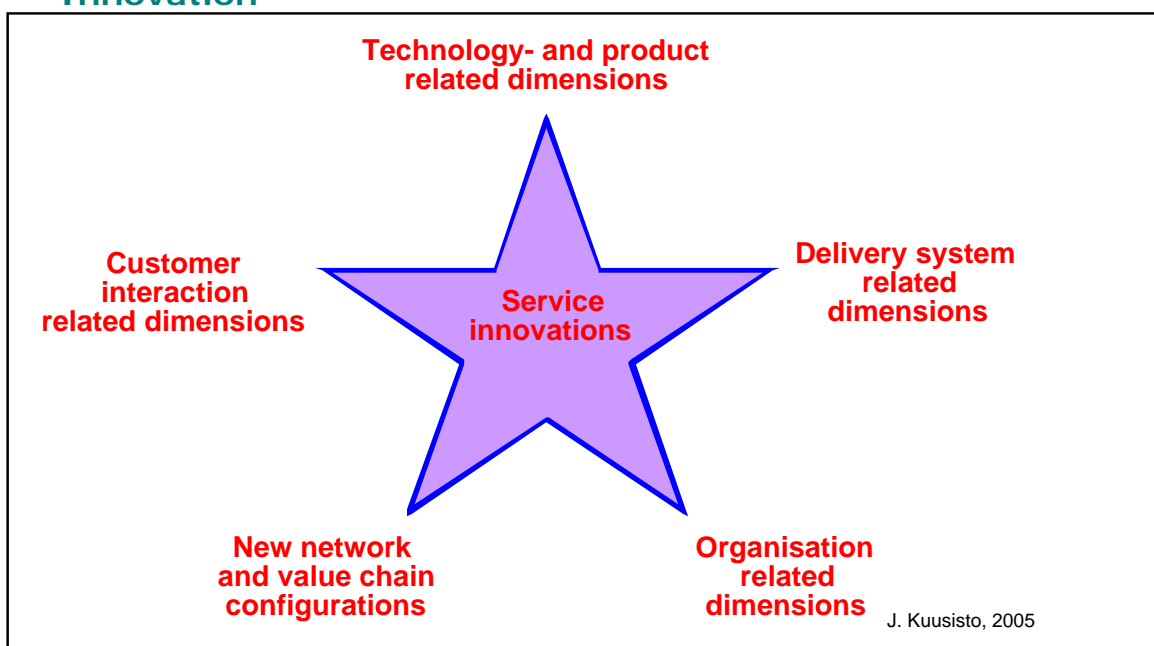 Innovation
Technology- and product
related dimensions
Customer
interaction
related dimensions
Service
innovations
Delivery system
related
dimensions
New network
and value chain
configurations
Organisation
related
dimensions
J. Kuusisto, 2005